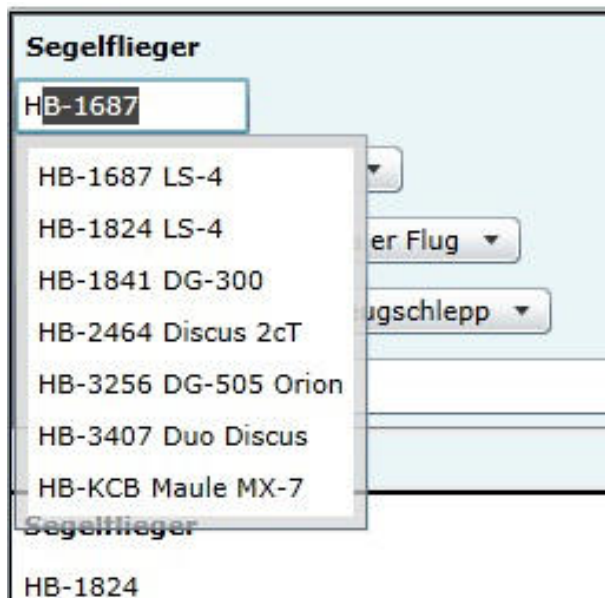 Segelflieger
HB-1687
HB-1687 LS-4
HB-1824 LS-4
er Flug
HB-1841 DG-300
ugschlepp
HB-2464 Discus 2cT
HB-3256 DG-505 Orion
HB-3407 Duo Discus
HB-KCB Maule MX-7
Segelflieger
HB-1824